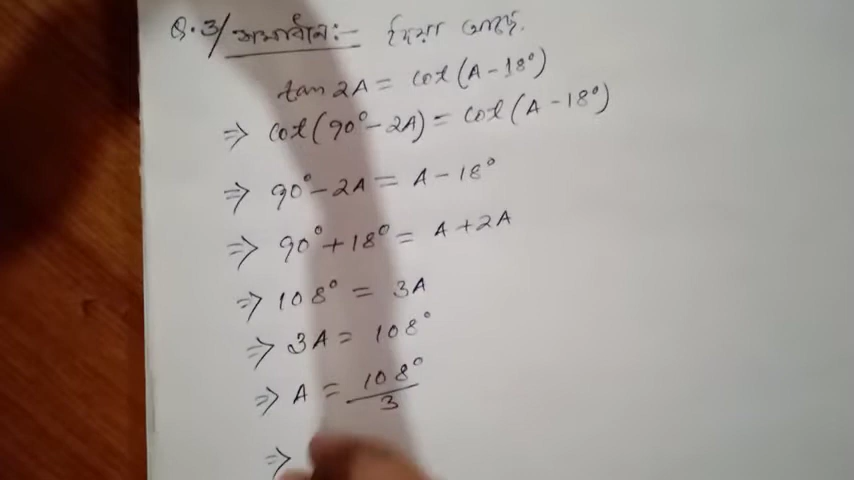 Q.3/ সমাধান:- দিয়া আছে.
tan 2A = cot (A - 18°)
⇒ cot (90° - 2A) = cot (A - 18°)
⇒ 90° - 2A = A - 18°
⇒ 90° + 18° = A + 2A
⇒ 108° = 3A
⇒ 3A = 108°
⇒ A = 108°/3
⇒